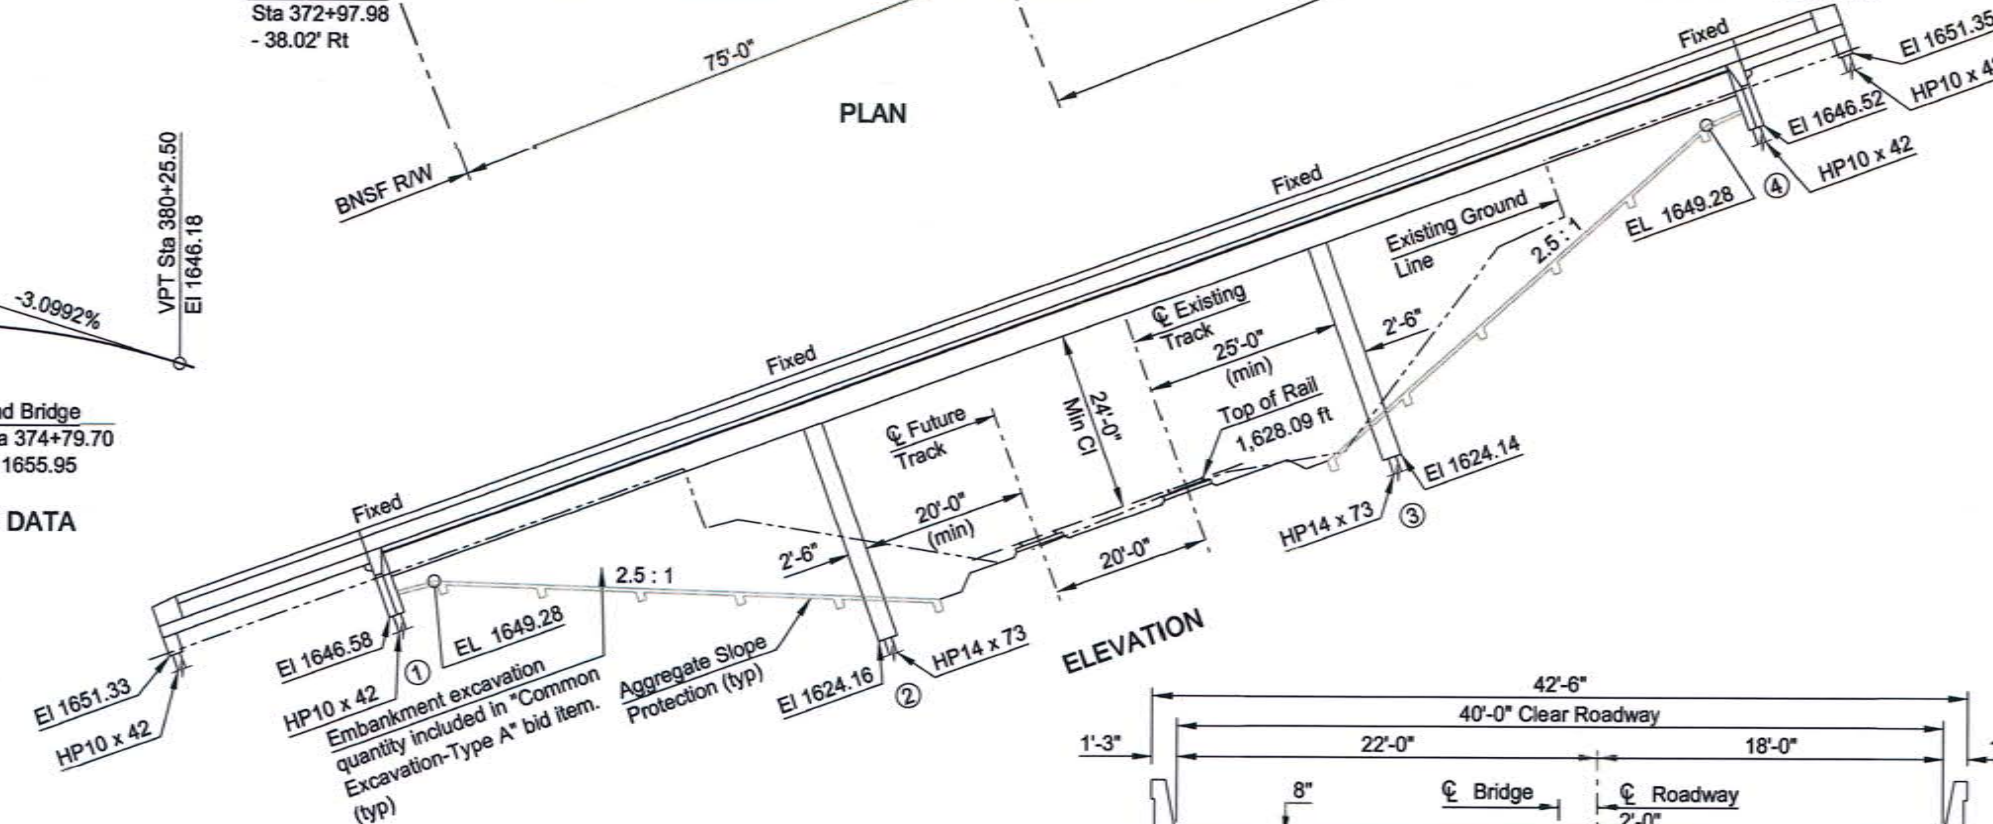 Sta 372+97.98
- 38.02' Rt
75'-0"
PLAN
BNSF R/W
VPT Sta 380+25.50
El 1646.18
-3.0992%
Bridge
374+79.70
1655.95
DATA
Fixed
Fixed
Fixed
Fixed
El 1651.35
HP10 x 4
El 1646.52
HP10 x 42
④
EL 1649.28
Existing Ground
Line
2.5 : 1
℄ Existing
Track
25'-0"
(min)
2'-6"
Top of Rail
1,628.09 ft
24'-0"
Min Cl
℄ Future
Track
20'-0"
(min)
2'-6"
20'-0"
El 1624.14
HP14 x 73
③
2.5 : 1
El 1651.33
HP10 x 42
El 1646.58
HP10 x 42
①
EL 1649.28
Embankment excavation
quantity included in "Common
Excavation-Type A" bid item.
(typ)
Aggregate Slope
Protection (typ)
El 1624.16
HP14 x 73
②
ELEVATION
42'-6"
40'-0" Clear Roadway
1'-3"
22'-0"
18'-0"
8"
℄ Bridge
℄ Roadway
2'-0"